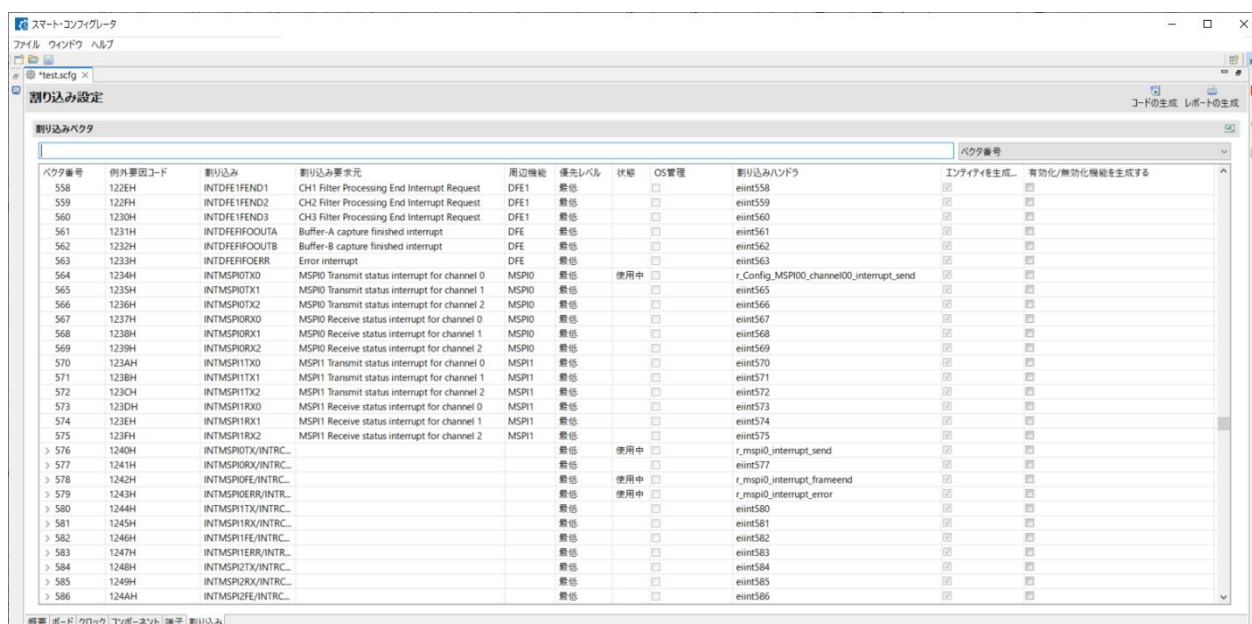 スマート・コンフィグレータ
ファイル ウィンドウ ヘルプ
*test.scfg
割り込み設定
コードの生成 レポートの生成
割り込みベクタ
ベクタ番号
ベクタ番号 例外要因コード 割り込み 割り込み要求元 周辺機能 優先レベル 状態 OS管理 割り込みハンドラ エンティティを生成... 有効化/無効化機能を生成する
558 122EH INTDFE1FEND1 CH1 Filter Processing End Interrupt Request DFE1 最低 eiint558
559 122FH INTDFE1FEND2 CH2 Filter Processing End Interrupt Request DFE1 最低 eiint559
560 1230H INTDFE1FEND3 CH3 Filter Processing End Interrupt Request DFE1 最低 eiint560
561 1231H INTDFEFIFOOUTA Buffer-A capture finished interrupt DFE 最低 eiint561
562 1232H INTDFEFIFOOUTB Buffer-B capture finished interrupt DFE 最低 eiint562
563 1233H INTDFEFIFOERR Error interrupt DFE 最低 eiint563
564 1234H INTMSPI0TX0 MSPI0 Transmit status interrupt for channel 0 MSPI0 最低 使用中 r_Config_MSPI00_channel00_interrupt_send
565 1235H INTMSPI0TX1 MSPI0 Transmit status interrupt for channel 1 MSPI0 最低 eiint565
566 1236H INTMSPI0TX2 MSPI0 Transmit status interrupt for channel 2 MSPI0 最低 eiint566
567 1237H INTMSPI0RX0 MSPI0 Receive status interrupt for channel 0 MSPI0 最低 eiint567
568 1238H INTMSPI0RX1 MSPI0 Receive status interrupt for channel 1 MSPI0 最低 eiint568
569 1239H INTMSPI0RX2 MSPI0 Receive status interrupt for channel 2 MSPI0 最低 eiint569
570 123AH INTMSPI1TX0 MSPI1 Transmit status interrupt for channel 0 MSPI1 最低 eiint570
571 123BH INTMSPI1TX1 MSPI1 Transmit status interrupt for channel 1 MSPI1 最低 eiint571
572 123CH INTMSPI1TX2 MSPI1 Transmit status interrupt for channel 2 MSPI1 最低 eiint572
573 123DH INTMSPI1RX0 MSPI1 Receive status interrupt for channel 0 MSPI1 最低 eiint573
574 123EH INTMSPI1RX1 MSPI1 Receive status interrupt for channel 1 MSPI1 最低 eiint574
575 123FH INTMSPI1RX2 MSPI1 Receive status interrupt for channel 2 MSPI1 最低 eiint575
576 1240H INTMSPI0TX/INTRC... 最低 使用中 r_mspi0_interrupt_send
577 1241H INTMSPI0RX/INTRC... 最低 eiint577
578 1242H INTMSPI0FE/INTRC... 最低 使用中 r_mspi0_interrupt_frameend
579 1243H INTMSPI0ERR/INTR... 最低 使用中 r_mspi0_interrupt_error
580 1244H INTMSPI1TX/INTRC... 最低 eiint580
581 1245H INTMSPI1RX/INTRC... 最低 eiint581
582 1246H INTMSPI1FE/INTRC... 最低 eiint582
583 1247H INTMSPI1ERR/INTR... 最低 eiint583
584 1248H INTMSPI2TX/INTRC... 最低 eiint584
585 1249H INTMSPI2RX/INTRC... 最低 eiint585
586 124AH INTMSPI2FE/INTRC... 最低 eiint586
概要 ボード クロック コンポーネント 端子 割り込み